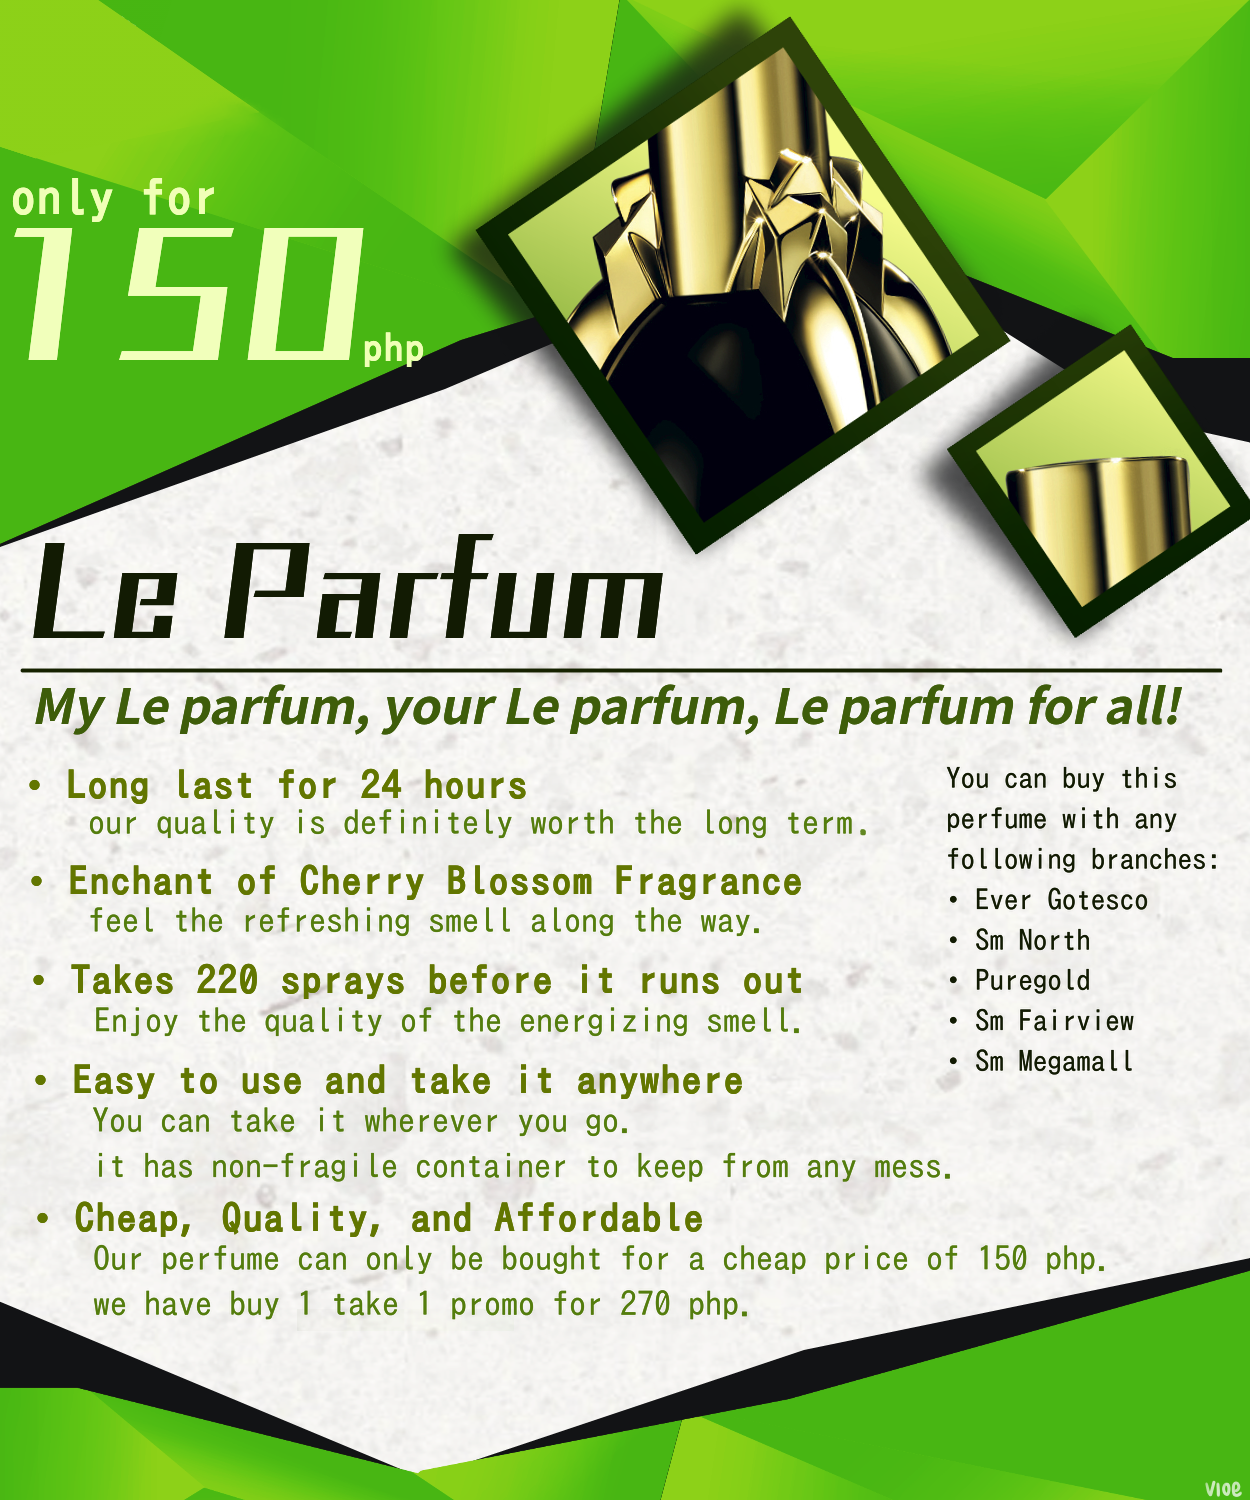 only for
150
php
Le Parfum
My Le parfum, your Le parfum, Le parfum for all!
• Long last for 24 hours
our quality is definitely worth the long term.
• Enchant of Cherry Blossom Fragrance
feel the refreshing smell along the way.
• Takes 220 sprays before it runs out
Enjoy the quality of the energizing smell.
• Easy to use and take it anywhere
You can take it wherever you go.
it has non-fragile container to keep from any mess.
• Cheap, Quality, and Affordable
Our perfume can only be bought for a cheap price of 150 php.
we have buy 1 take 1 promo for 270 php.
You can buy this
perfume with any
following branches:
• Ever Gotesco
• Sm North
• Puregold
• Sm Fairview
• Sm Megamall
VIOE